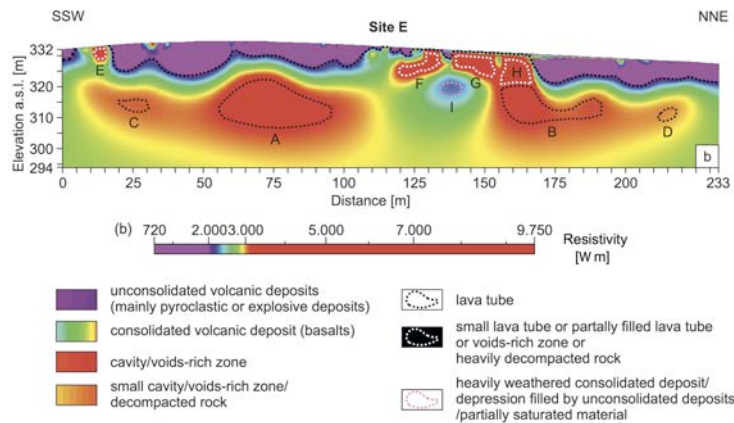 SSW
Site E
NNE
332
320
310
300
294
Elevation a.s.l. [m]
E
F
G
H
I
C
A
B
D
b
0
25
50
75
100
125
150
175
200
233
Distance [m]
(b)
720
2.000
3.000
5.000
7.000
9.750
Resistivity
[W m]
unconsolidated volcanic deposits
(mainly pyroclastic or explosive deposits)
consolidated volcanic deposit (basalts)
cavity/voids-rich zone
small cavity/voids-rich zone/
decompacted rock
lava tube
small lava tube or partially filled lava tube
or voids-rich zone or
heavily decompacted rock
heavily weathered consolidated deposit/
depression filled by unconsolidated deposits
/partially saturated material